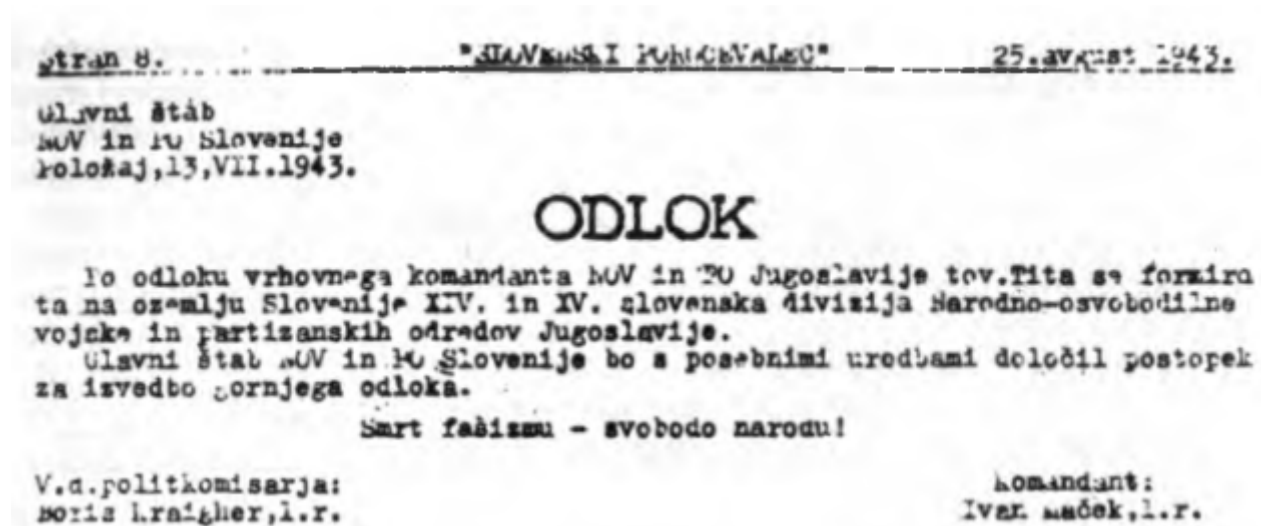 Stran 8. "SLOVENSKI POROČEVALEC" 25.avgust 1943.
Glavni štab
NOV in PO Slovenije
Položaj,13,VII.1943.
ODLOK
Po odloku vrhovnega komandanta NOV in PO Jugoslavije tov.Tita se formira
ta na ozemlju Slovenije XIV. in XV. slovenska divizija Narodno-osvobodilne
vojske in partizanskih odredov Jugoslavije.
Glavni štab NOV in PO Slovenije bo s posebnimi uredbami določil postopek
za izvedbo gornjega odloka.
Smrt fašizmu - svobodo narodu!
V.d.politkomisarja: Komandant:
Boris Kraigher,l.r. Ivan Maček,l.r.